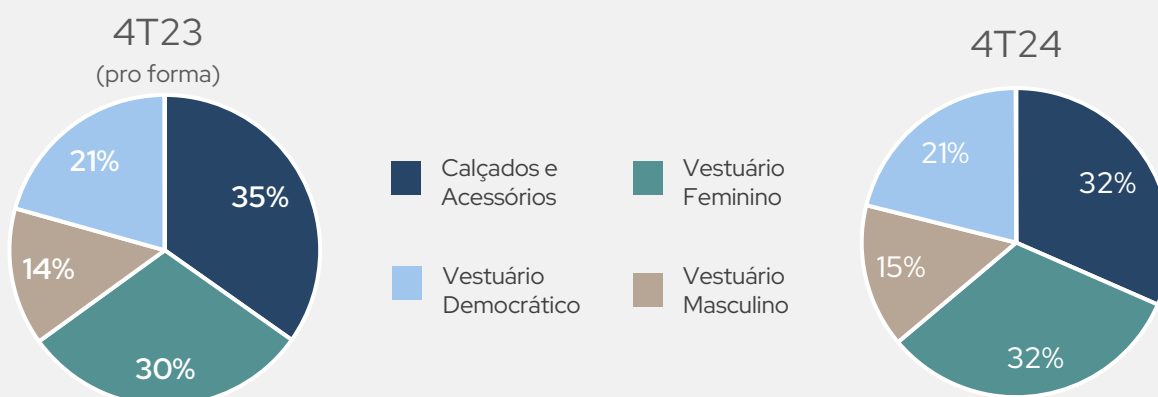 4T23
(pro forma)
21%
35%
14%
30%
Calçados e
Acessórios
Vestuário
Feminino
Vestuário
Democrático
Vestuário
Masculino
4T24
21%
32%
15%
32%